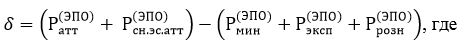 δ = (P_атт^(ЭПО) + P_сн.эс.атт^(ЭПО)) − (P_мин^(ЭПО) + P_эксп^(ЭПО) + P_розн^(ЭПО)), где